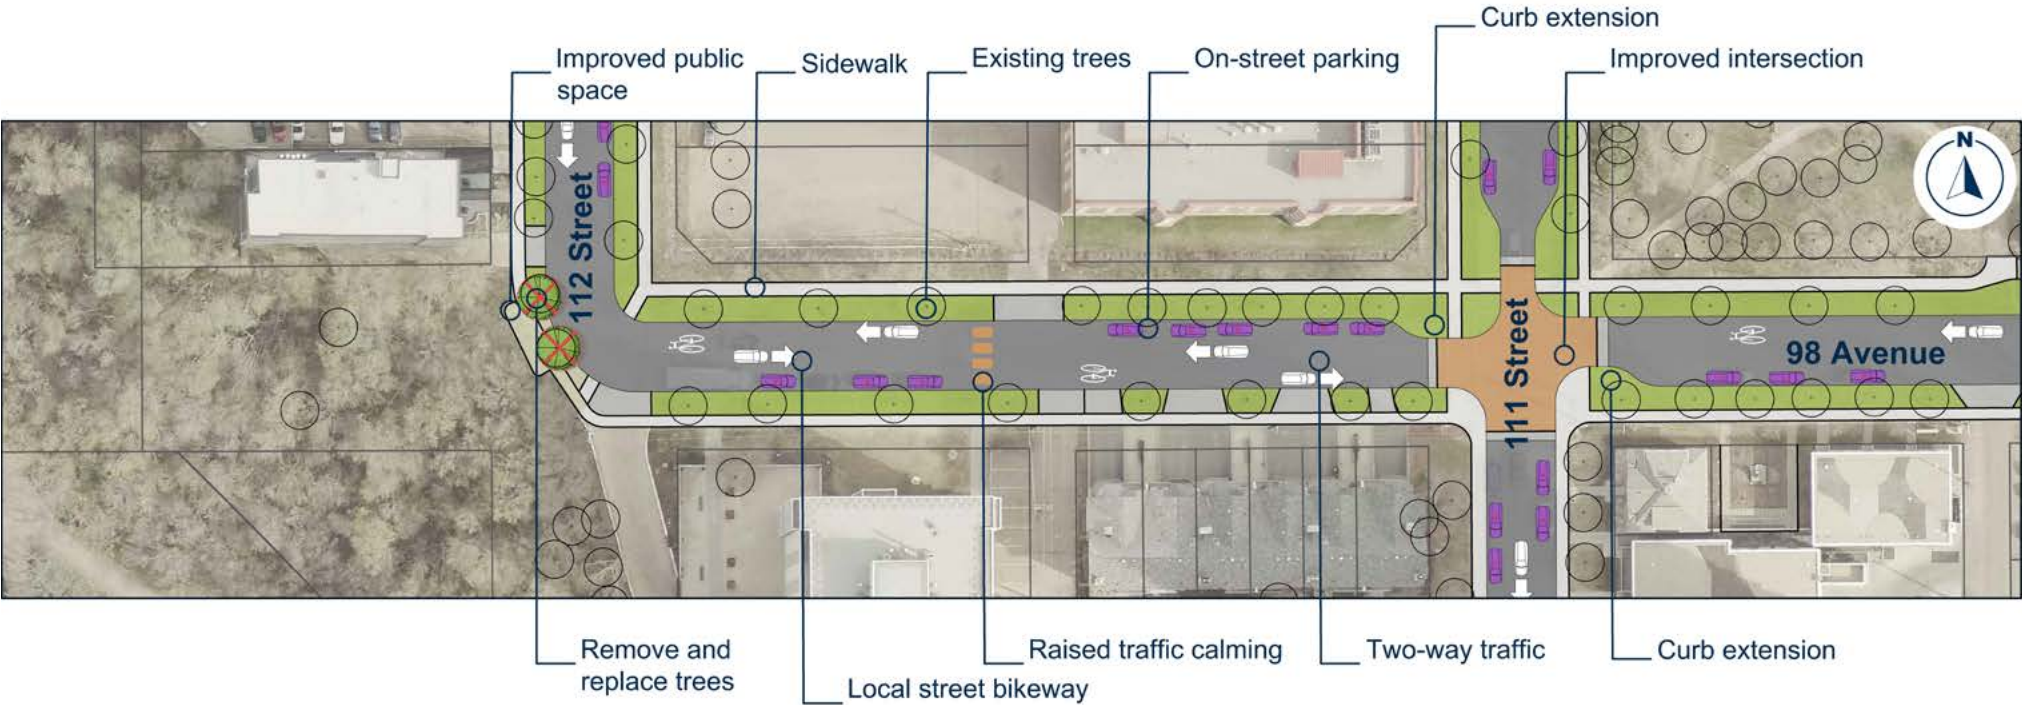 Curb extension
Improved public
space
Sidewalk
Existing trees
On-street parking
Improved intersection
N
112 Street
111 Street
98 Avenue
Remove and
replace trees
Raised traffic calming
Two-way traffic
Curb extension
Local street bikeway